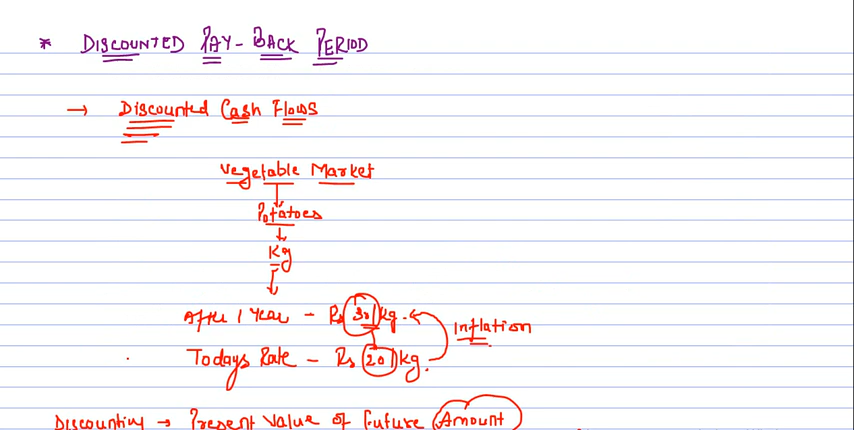 * DISCOUNTED PAY-BACK PERIOD
→ Discounted Cash Flows
Vegetable Market
Potatoes
Kg
After 1 Year - Rs 30/kg.
Inflation
Todays Rate - Rs 20/kg.
Discounting → Present Value of Future Amount